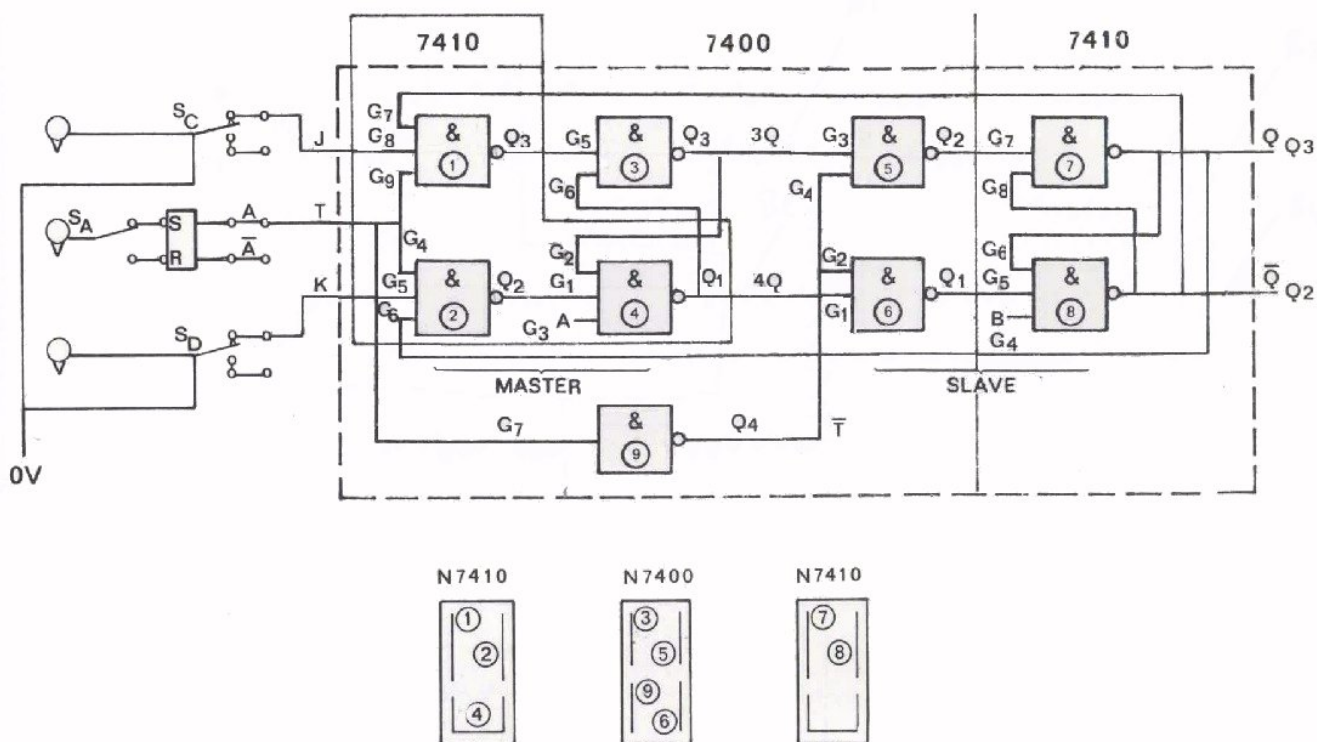 7410 7400 7410
S_C J G7 G8 G9 & 1 Q3 G5 G6 & 3 Q3 3Q G3 G4 & 5 Q2 G7 G8 & 7 Q Q3
S_A S R A A̅ T
G4 G5 G6 K & 2 Q2 G2 G1 G3 A & 4 Q1 4Q G2 G1 & 6 Q1 G6 G5 B G4 & 8 Q̅ Q2
S_D
MASTER SLAVE
G7 & 9 Q4 T̅
0V
N7410 N7400 N7410
1 3 7
2 5 8
9
4 6